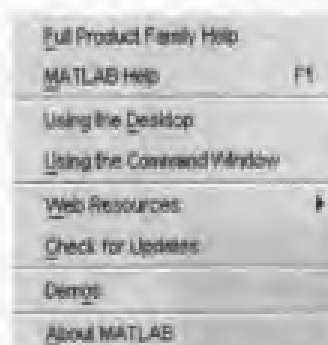 Full Product Family Help
MATLAB Help F1
Using the Desktop
Using the Command Window
Web Resources
Check for Updates
Demos
About MATLAB